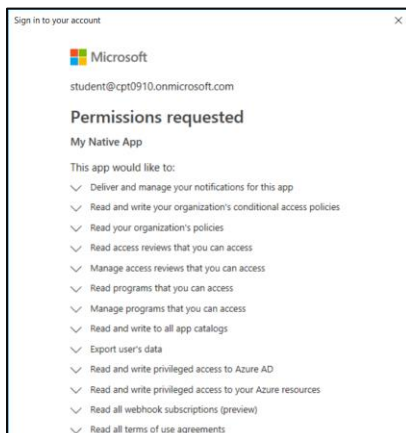 Sign in to your account
Microsoft
student@cpt0910.onmicrosoft.com
Permissions requested
My Native App
This app would like to:
Deliver and manage your notifications for this app
Read and write your organization's conditional access policies
Read your organization's policies
Read access reviews that you can access
Manage access reviews that you can access
Read programs that you can access
Manage programs that you can access
Read and write to all app catalogs
Export user's data
Read and write privileged access to Azure AD
Read and write privileged access to your Azure resources
Read all webhook subscriptions (preview)
Read all terms of use agreements